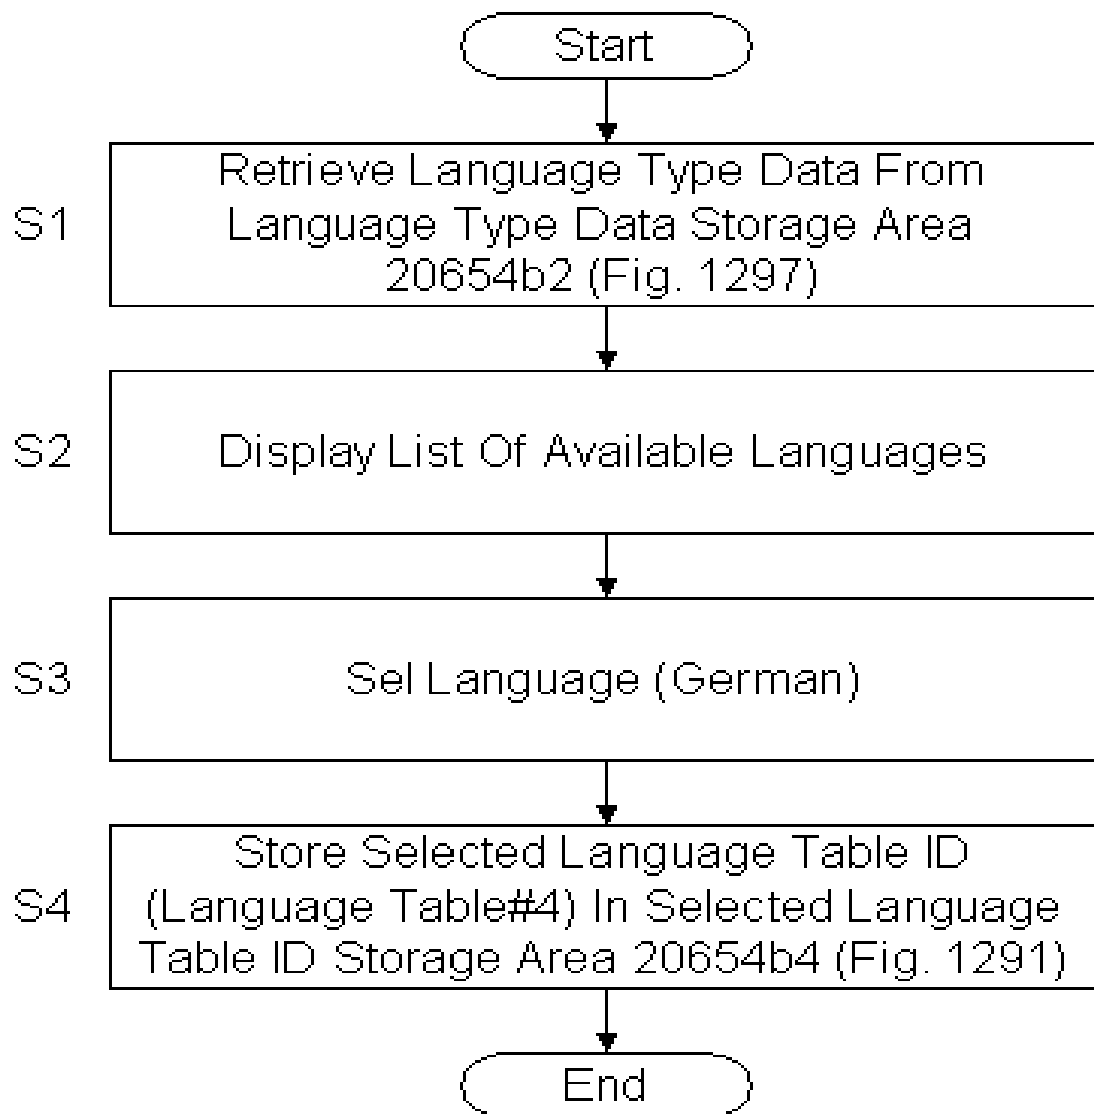 Start
S1
Retrieve Language Type Data From
Language Type Data Storage Area
20654b2 (Fig. 1297)
S2
Display List Of Available Languages
S3
Sel Language (German)
S4
Store Selected Language Table ID
(Language Table#4) In Selected Language
Table ID Storage Area 20654b4 (Fig. 1291)
End